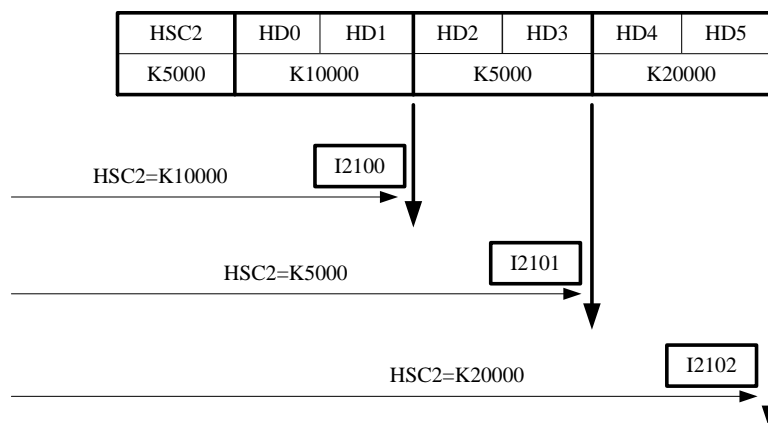 HSC2 HD0 HD1 HD2 HD3 HD4 HD5
K5000 K10000 K5000 K20000
I2100
HSC2=K10000
I2101
HSC2=K5000
I2102
HSC2=K20000